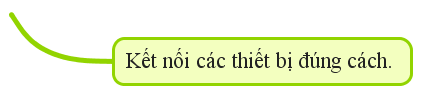 Kết nối các thiết bị đúng cách.